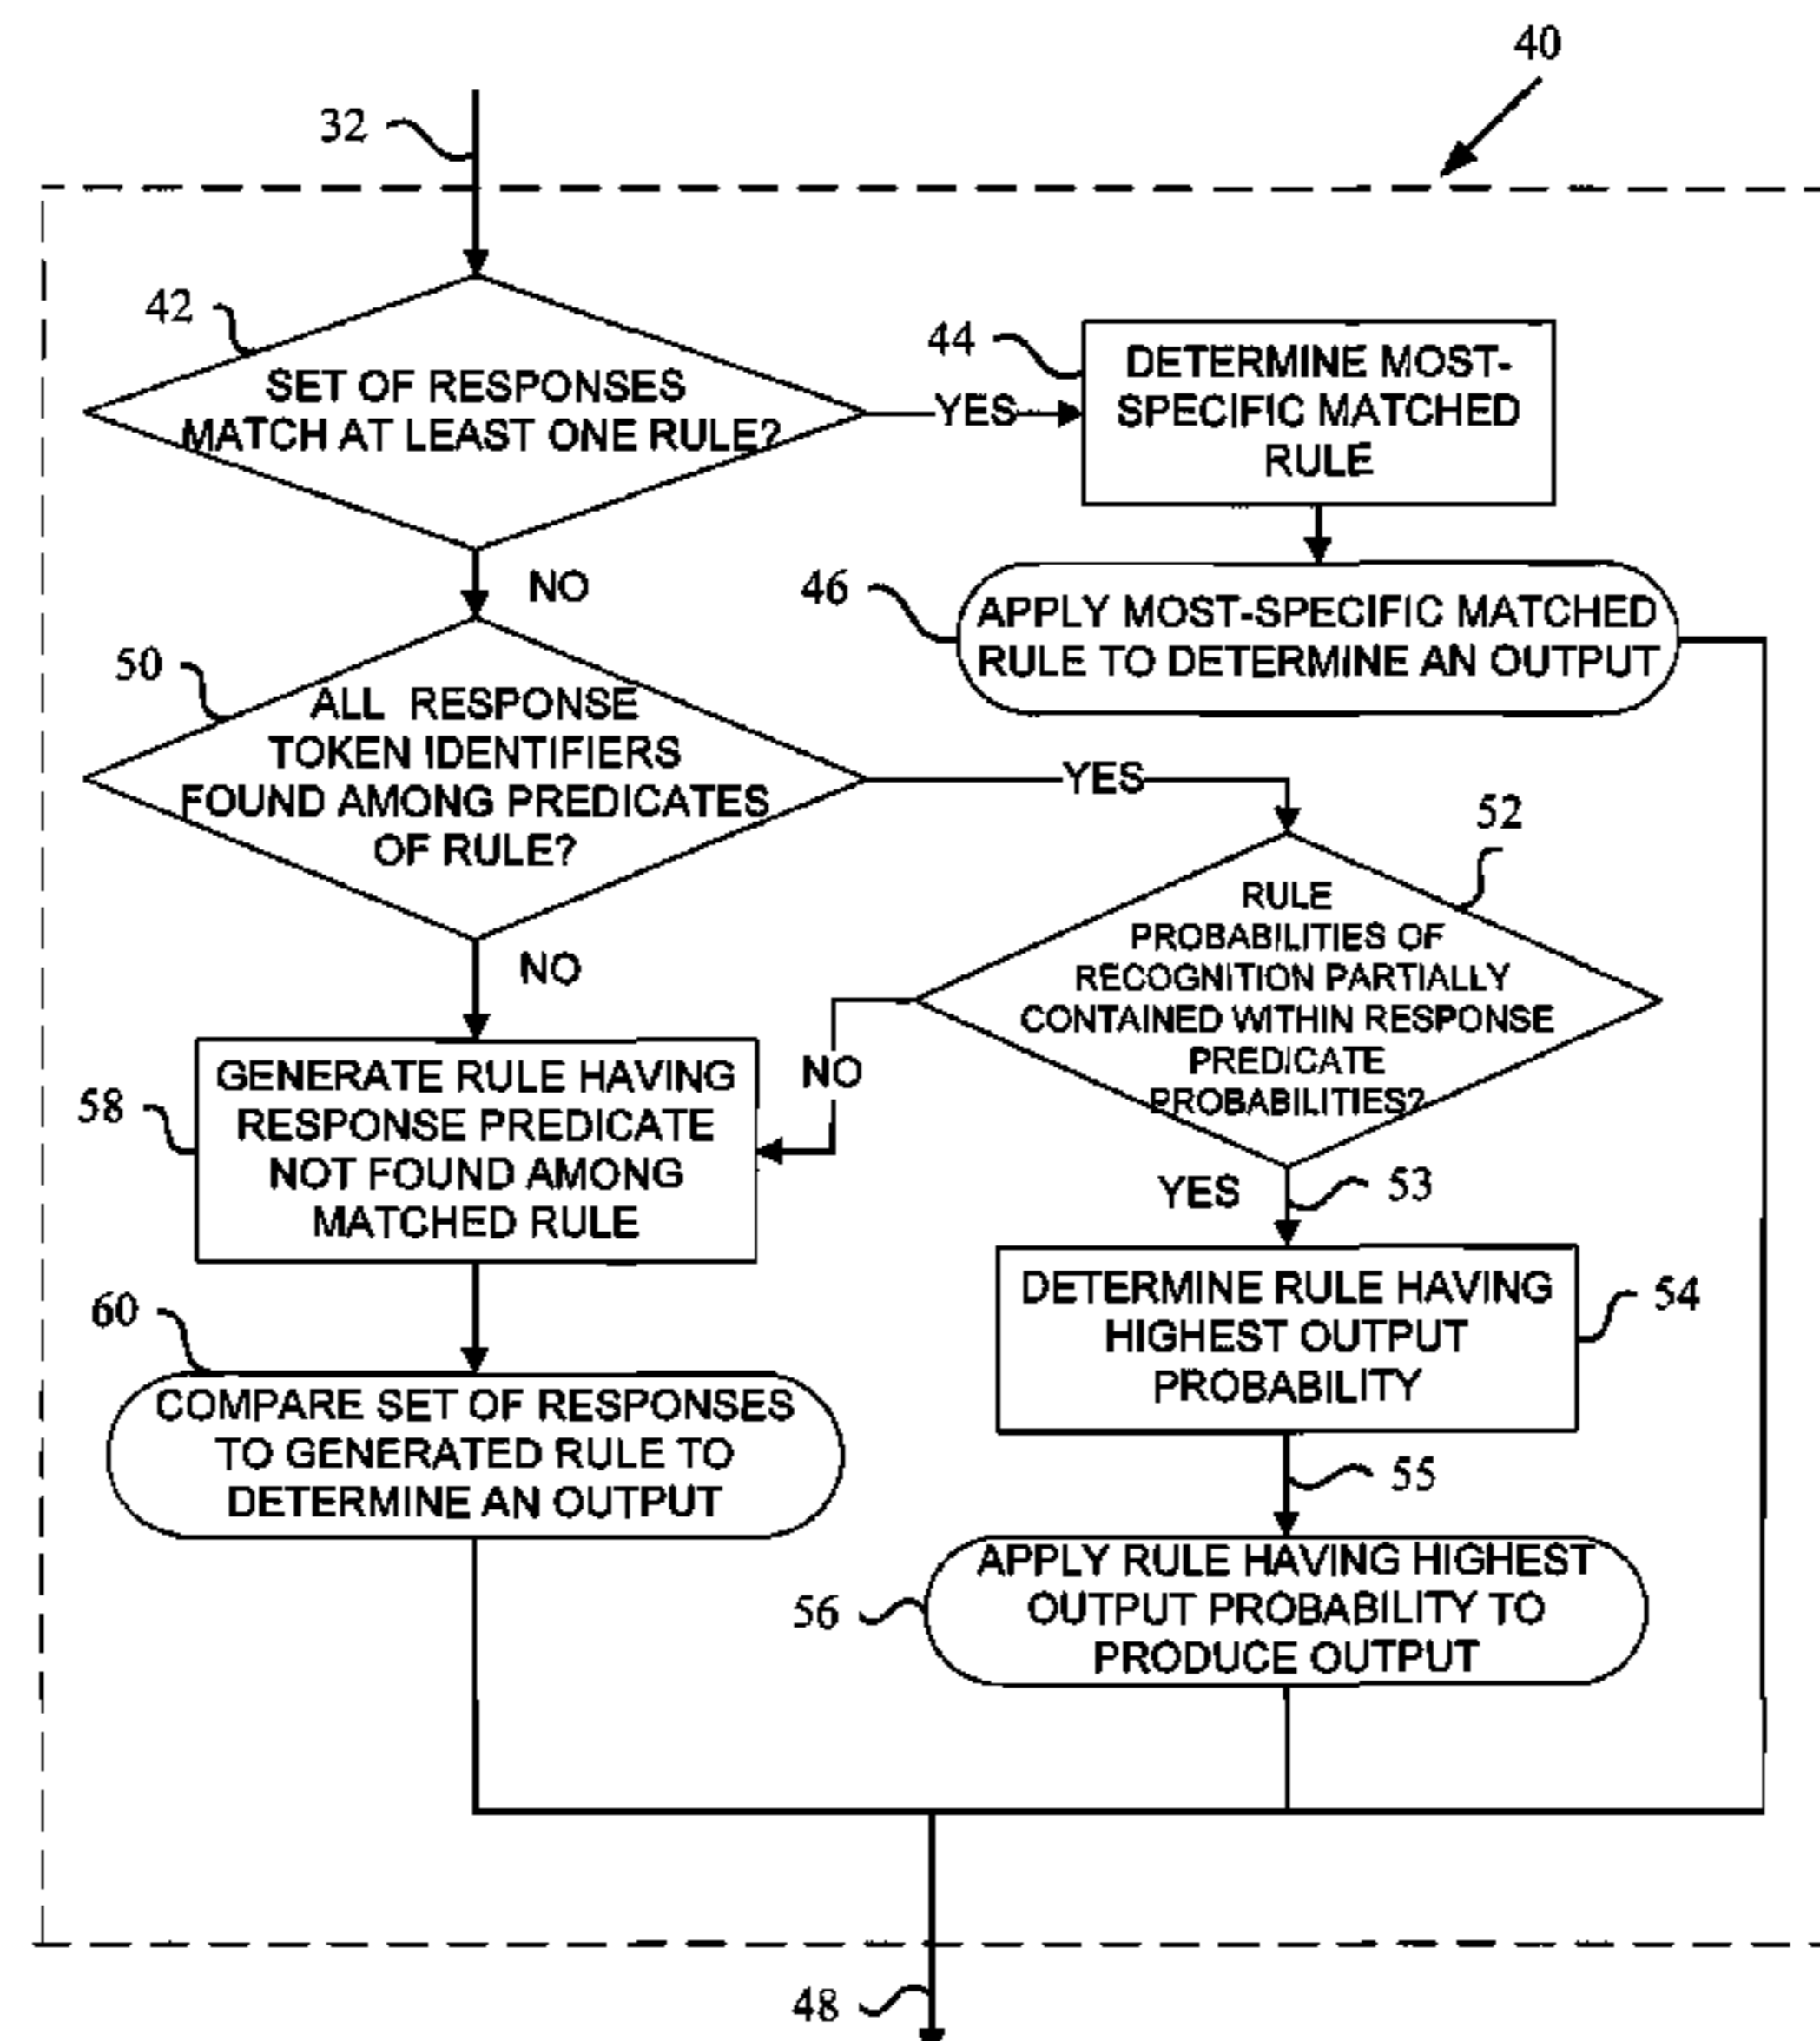 40
32
42
SET OF RESPONSES
MATCH AT LEAST ONE RULE?
YES
44
DETERMINE MOST-
SPECIFIC MATCHED
RULE
NO
46
APPLY MOST-SPECIFIC MATCHED
RULE TO DETERMINE AN OUTPUT
50
ALL RESPONSE
TOKEN IDENTIFIERS
FOUND AMONG PREDICATES
OF RULE?
YES
52
RULE
PROBABILITIES OF
RECOGNITION PARTIALLY
CONTAINED WITHIN RESPONSE
PREDICATE
PROBABILITIES?
NO
NO
58
GENERATE RULE HAVING
RESPONSE PREDICATE
NOT FOUND AMONG
MATCHED RULE
YES
53
DETERMINE RULE HAVING
HIGHEST OUTPUT
PROBABILITY
54
60
COMPARE SET OF RESPONSES
TO GENERATED RULE TO
DETERMINE AN OUTPUT
55
56
APPLY RULE HAVING HIGHEST
OUTPUT PROBABILITY TO
PRODUCE OUTPUT
48